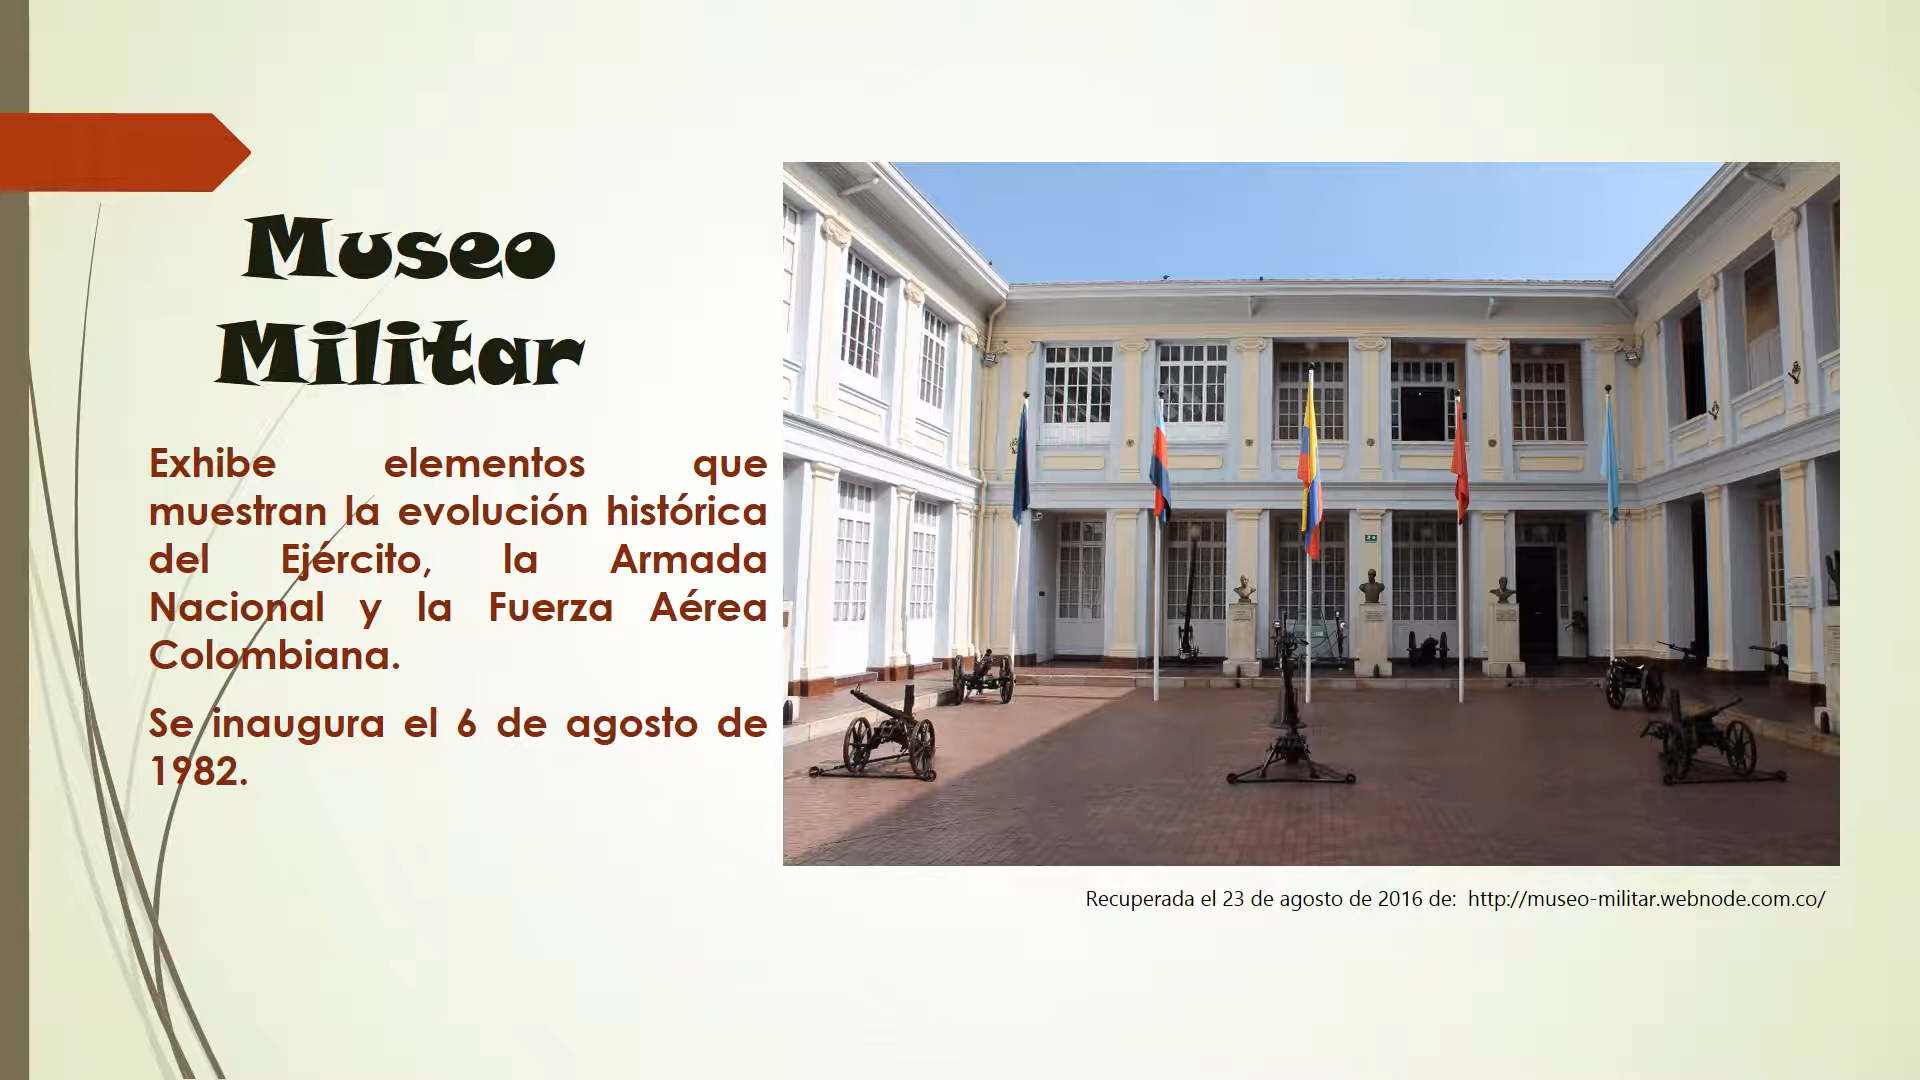 Museo
Militar
Exhibe elementos que
muestran la evolución histórica
del Ejército, la Armada
Nacional y la Fuerza Aérea
Colombiana.
Se inaugura el 6 de agosto de
1982.
Recuperada el 23 de agosto de 2016 de: http://museo-militar.webnode.com.co/